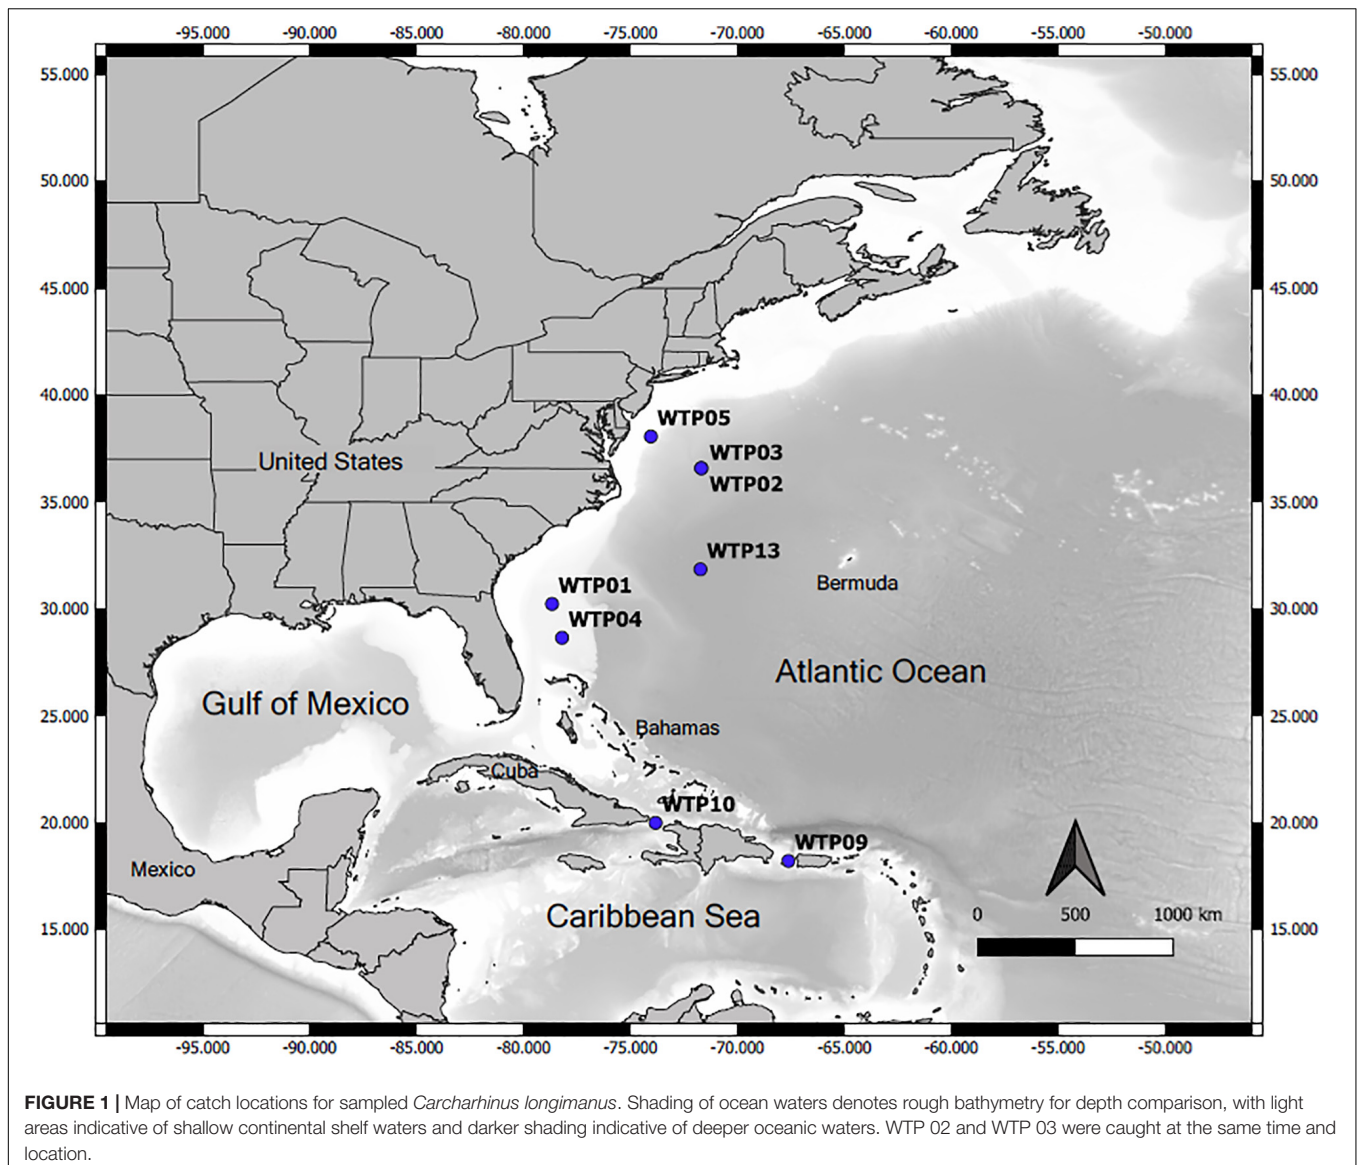 -95.000 -90.000 -85.000 -80.000 -75.000 -70.000 -65.000 -60.000 -55.000 -50.000
55.000 55.000
50.000 50.000
45.000 45.000
40.000 40.000
WTP05
WTP03
United States
WTP02
35.000 35.000
WTP13
WTP01
Bermuda
30.000 30.000
WTP04
Atlantic Ocean
Gulf of Mexico
25.000 25.000
Bahamas
Cuba
WTP10
20.000 20.000
WTP09
Mexico
0 500 1000 km
Caribbean Sea
15.000 15.000
-95.000 -90.000 -85.000 -80.000 -75.000 -70.000 -65.000 -60.000 -55.000 -50.000
FIGURE 1 | Map of catch locations for sampled Carcharhinus longimanus. Shading of ocean waters denotes rough bathymetry for depth comparison, with light
areas indicative of shallow continental shelf waters and darker shading indicative of deeper oceanic waters. WTP 02 and WTP 03 were caught at the same time and
location.